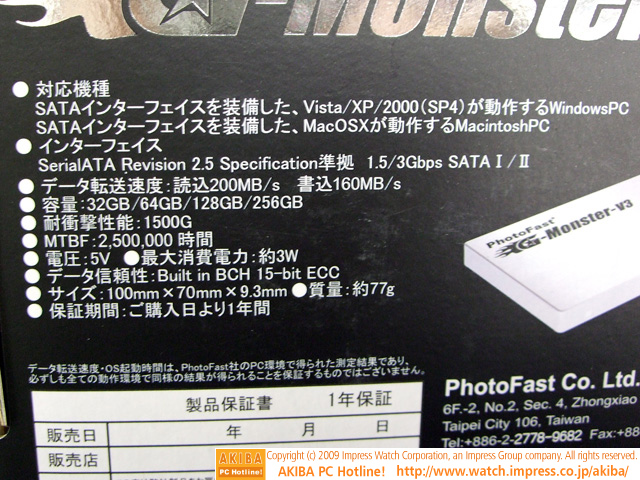 G-Monster
● 対応機種
SATAインターフェイスを装備した、Vista/XP/2000(SP4)が動作するWindowsPC
SATAインターフェイスを装備した、MacOSXが動作するMacintoshPC
● インターフェイス
SerialATA Revision 2.5 Specification準拠 1.5/3Gbps SATAⅠ/Ⅱ
● データ転送速度:読込200MB/s 書込160MB/s
● 容量:32GB/64GB/128GB/256GB
● 耐衝撃性能:1500G
● MTBF:2,500,000 時間
● 電圧:5V ●最大消費電力:約3W
● データ信頼性:Built in BCH 15-bit ECC
● サイズ:100mm×70mm×9.3mm ●質量:約77g
● 保証期間:ご購入日より1年間
PhotoFast
G-Monster-V3
データ転送速度・OS起動時間は、PhotoFast社のPC環境で得られた測定結果であり、
必ずしも全ての動作環境で同様の結果が得られることを保証するものではございません。
製品保証書 1年保証
販売日 年 月 日
販売店
PhotoFast Co. Ltd.
6F.-2, No.2, Sec. 4, Zhongxiao
Taipei City 106, Taiwan
Tel:+886-2-2778-9682 Fax:+88
AKIBA
PC Hotline!
Copyright (c) 2009 Impress Watch Corporation, an Impress Group company. All rights reserved.
AKIBA PC Hotline! http://www.watch.impress.co.jp/akiba/